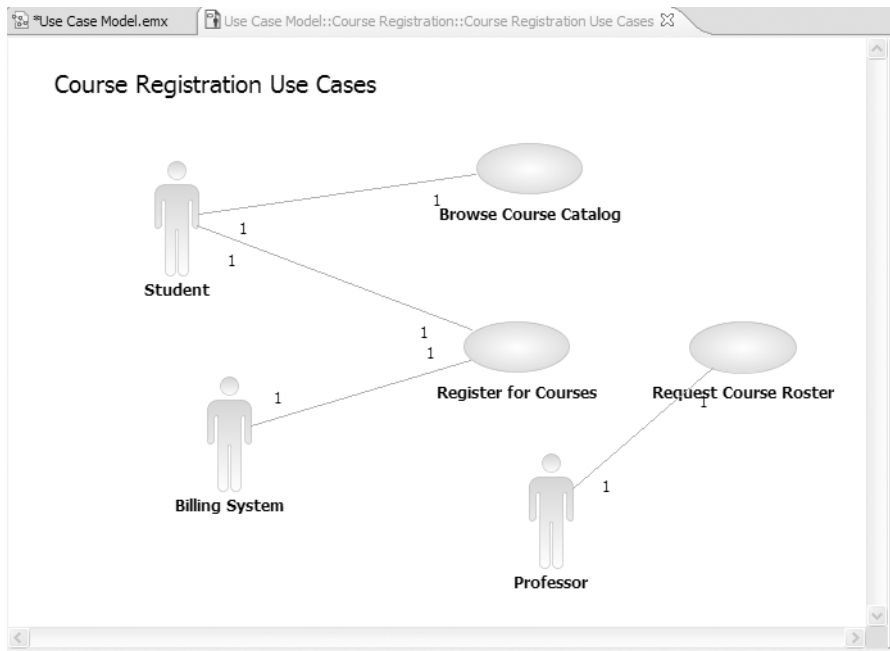 *Use Case Model.emx
Use Case Model::Course Registration::Course Registration Use Cases
Course Registration Use Cases
1
Browse Course Catalog
1
1
Student
1
1
Register for Courses
Request Course Roster
1
1
Billing System
1
Professor